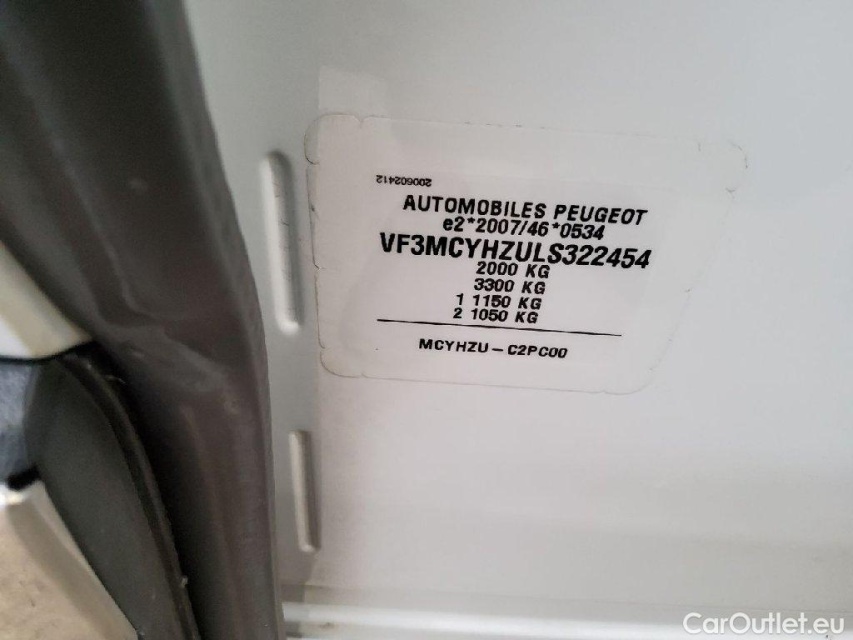 200602412
AUTOMOBILES PEUGEOT
e2*2007/46*0534
VF3MCYHZULS322454
2000 KG
3300 KG
1 1150 KG
2 1050 KG
MCYHZU-C2PC00
CarOutlet.eu